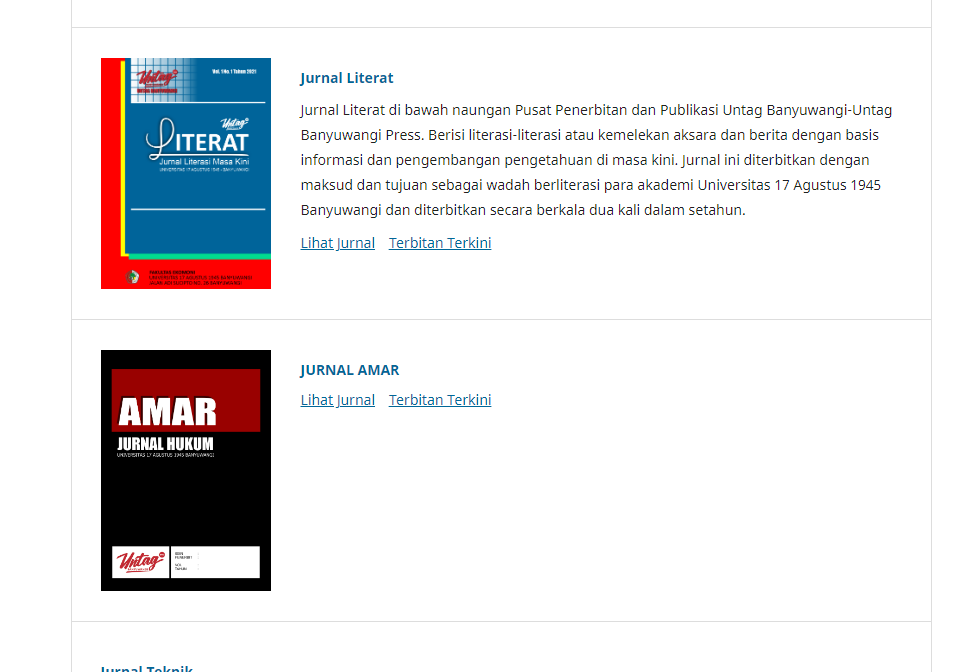 Untag
Vol. 1 No. 1 Tahun 2021
Untag
LITERAT
Jurnal Literasi Masa Kini
UNIVERSITAS 17 AGUSTUS 1945 - BANYUWANGI
Jurnal Literat
Jurnal Literat di bawah naungan Pusat Penerbitan dan Publikasi Untag Banyuwangi-Untag
Banyuwangi Press. Berisi literasi-literasi atau kemelekan aksara dan berita dengan basis
informasi dan pengembangan pengetahuan di masa kini. Jurnal ini diterbitkan dengan
maksud dan tujuan sebagai wadah berliterasi para akademi Universitas 17 Agustus 1945
Banyuwangi dan diterbitkan secara berkala dua kali dalam setahun.
Lihat Jurnal Terbitan Terkini
AMAR
JURNAL HUKUM
UNIVERSITAS 17 AGUSTUS 1945 BANYUWANGI
Untag
JURNAL AMAR
Lihat Jurnal Terbitan Terkini
Jurnal Teknik